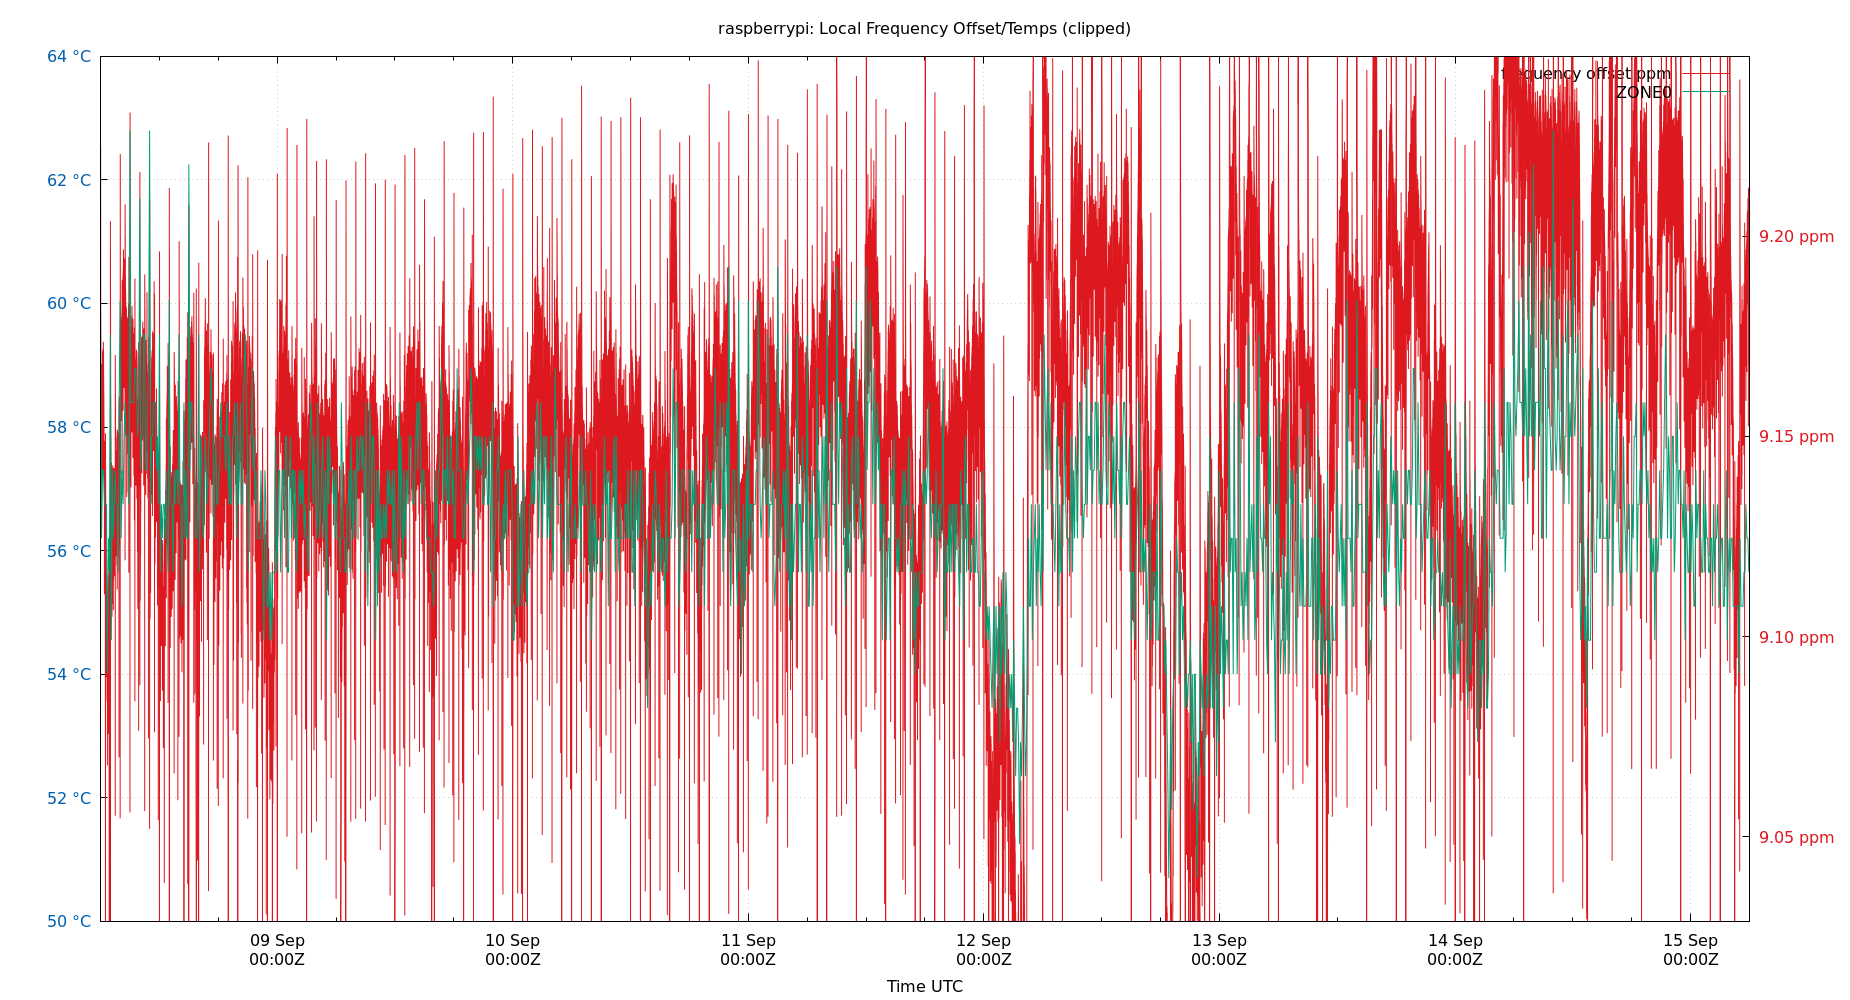 raspberrypi: Local Frequency Offset/Temps (clipped)
64 °C
62 °C
60 °C
58 °C
56 °C
54 °C
52 °C
50 °C
frequency offset ppm
ZONE0
9.20 ppm
9.15 ppm
9.10 ppm
9.05 ppm
09 Sep
00:00Z
10 Sep
00:00Z
11 Sep
00:00Z
12 Sep
00:00Z
13 Sep
00:00Z
14 Sep
00:00Z
15 Sep
00:00Z
Time UTC